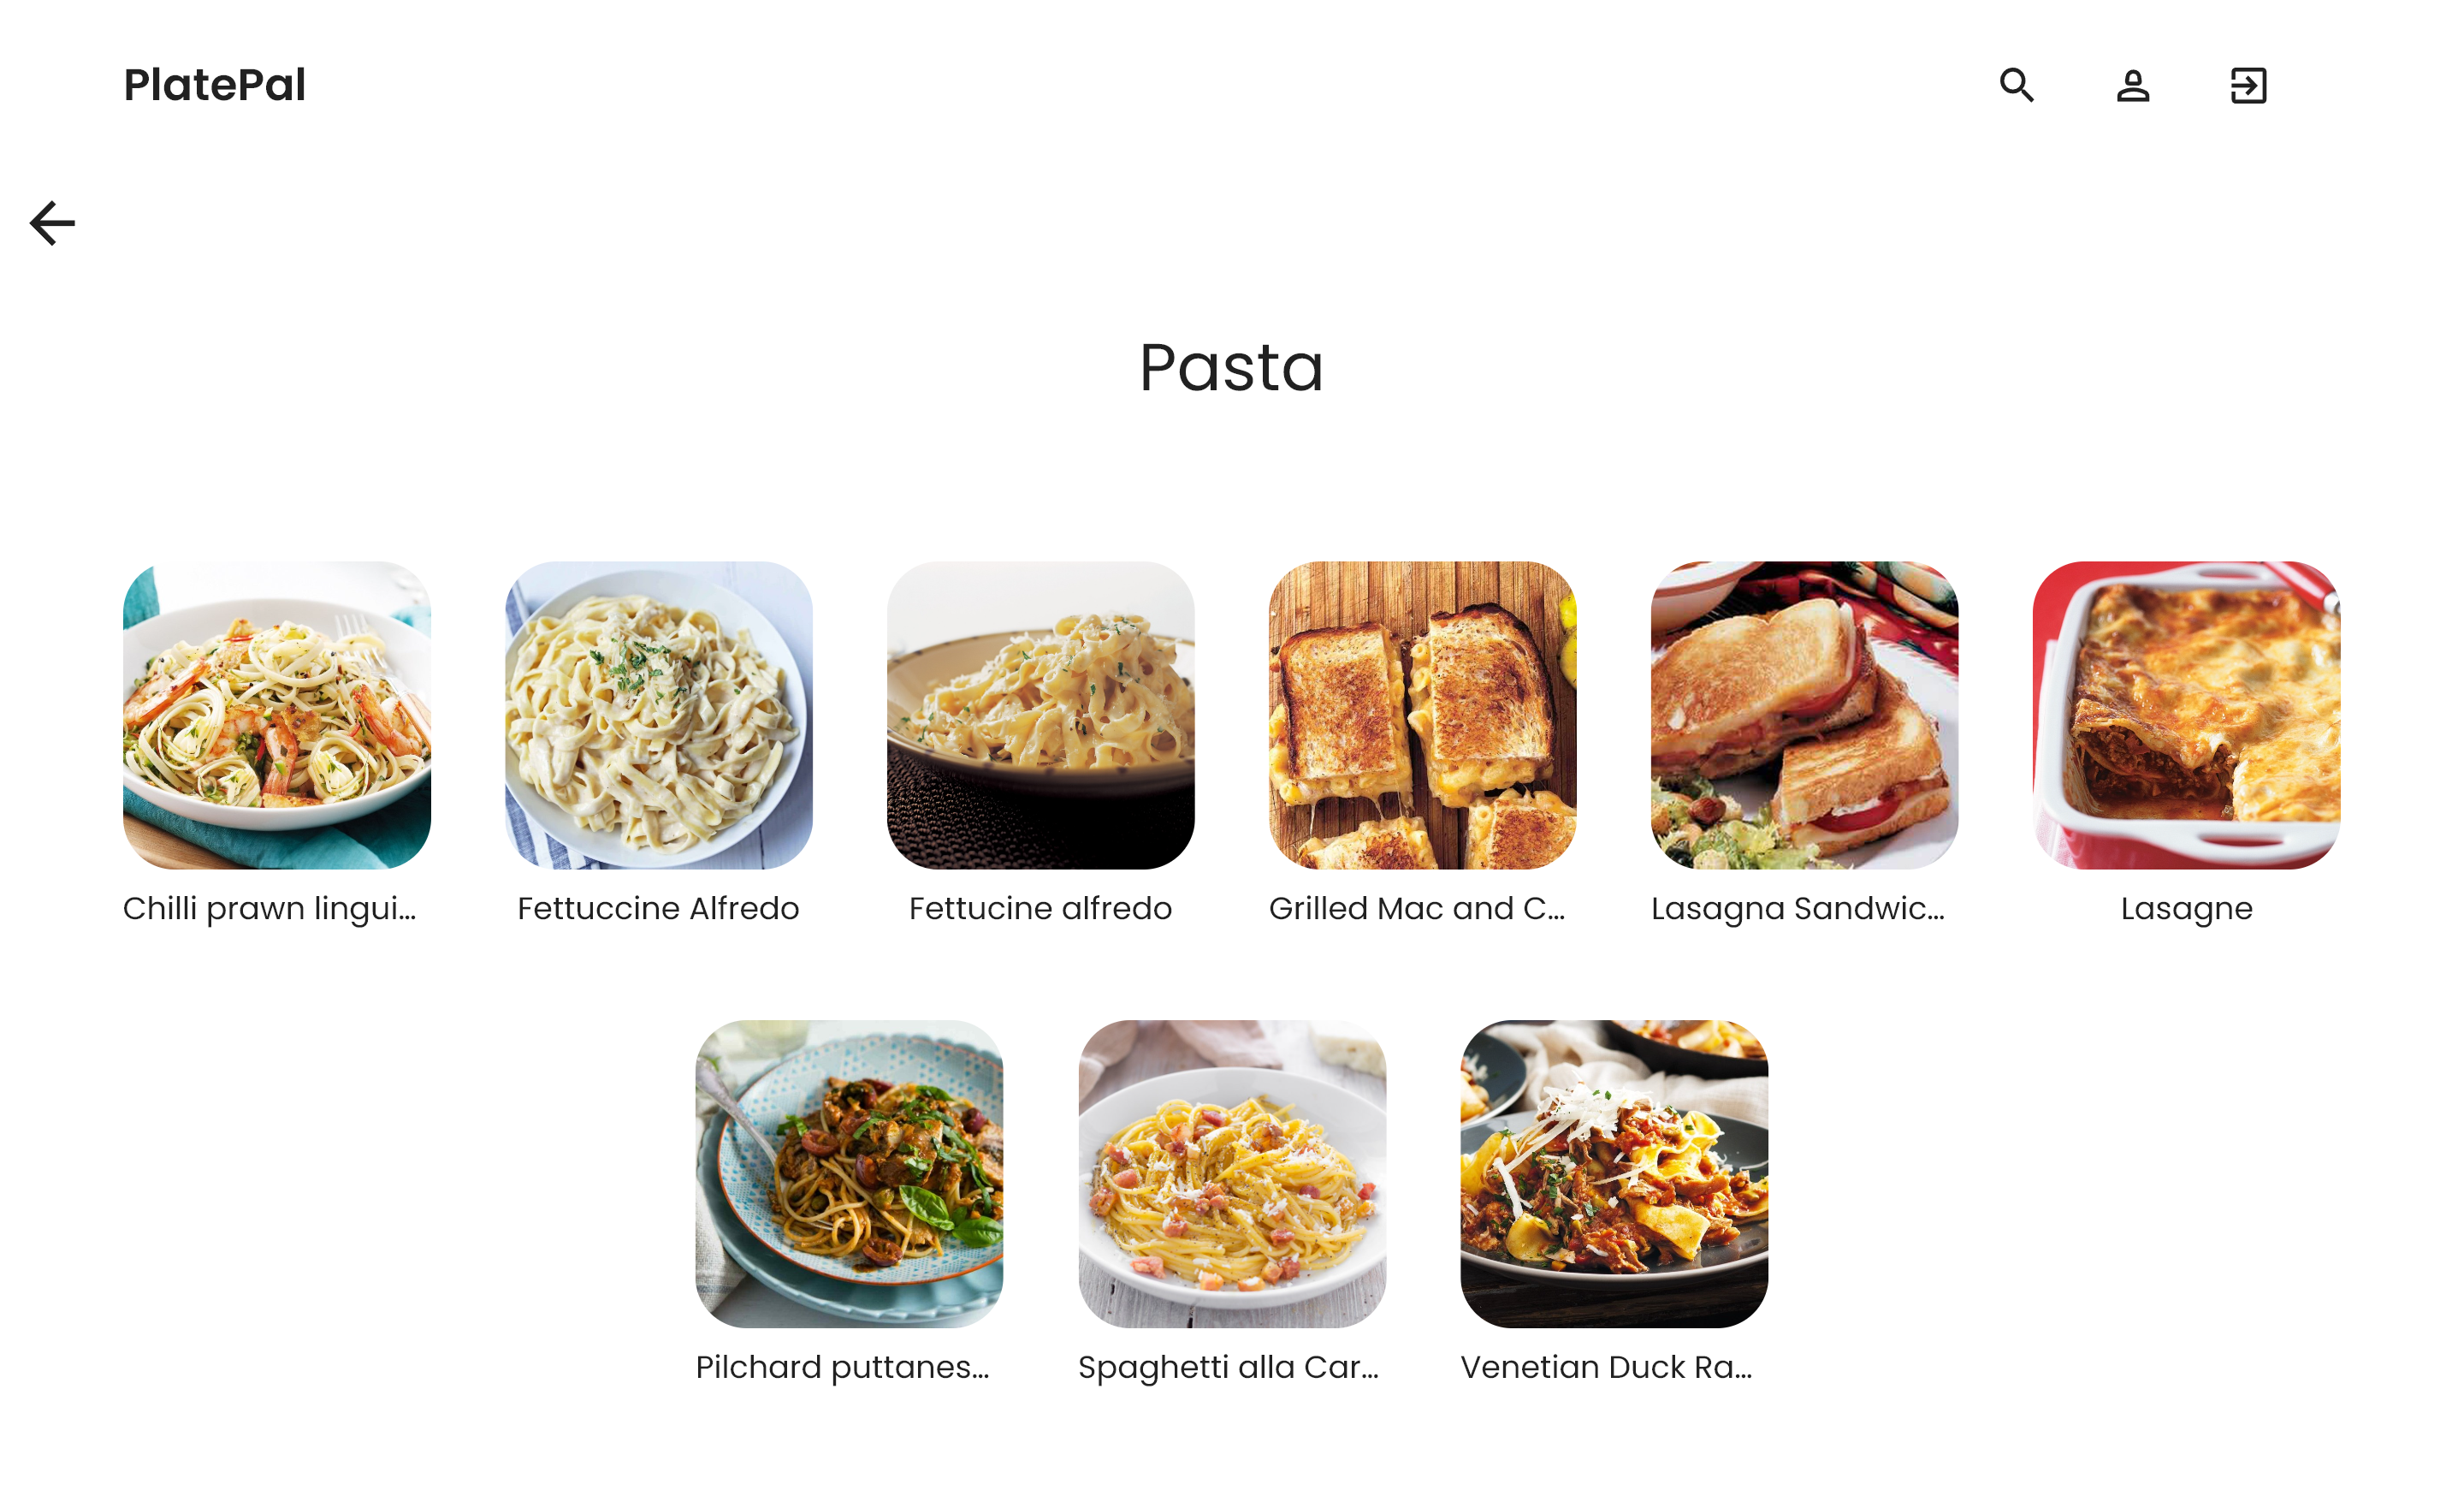 PlatePal
Pasta
Chilli prawn lingui...
Fettuccine Alfredo
Fettucine alfredo
Grilled Mac and C...
Lasagna Sandwic...
Lasagne
Pilchard puttanes...
Spaghetti alla Car...
Venetian Duck Ra...